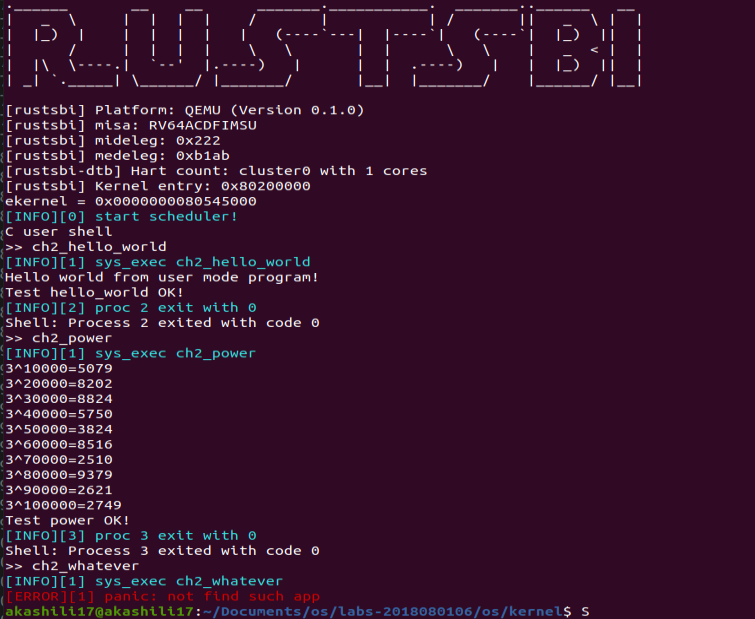 RUSTSBI
[rustsbi] Platform: QEMU (Version 0.1.0)
[rustsbi] misa: RV64ACDFIMSU
[rustsbi] mideleg: 0x222
[rustsbi] medeleg: 0xb1ab
[rustsbi-dtb] Hart count: cluster0 with 1 cores
[rustsbi] Kernel entry: 0x80200000
ekernel = 0x0000000080545000
[INFO][0] start scheduler!
C user shell
>> ch2_hello_world
[INFO][1] sys_exec ch2_hello_world
Hello world from user mode program!
Test hello_world OK!
[INFO][2] proc 2 exit with 0
Shell: Process 2 exited with code 0
>> ch2_power
[INFO][1] sys_exec ch2_power
3^10000=5079
3^20000=8202
3^30000=8824
3^40000=5750
3^50000=3824
3^60000=8516
3^70000=2510
3^80000=9379
3^90000=2621
3^100000=2749
Test power OK!
[INFO][3] proc 3 exit with 0
Shell: Process 3 exited with code 0
>> ch2_whatever
[INFO][1] sys_exec ch2_whatever
[ERROR][1] panic: not find such app
akashili17@akashili17:~/Documents/os/labs-2018080106/os/kernel$ S